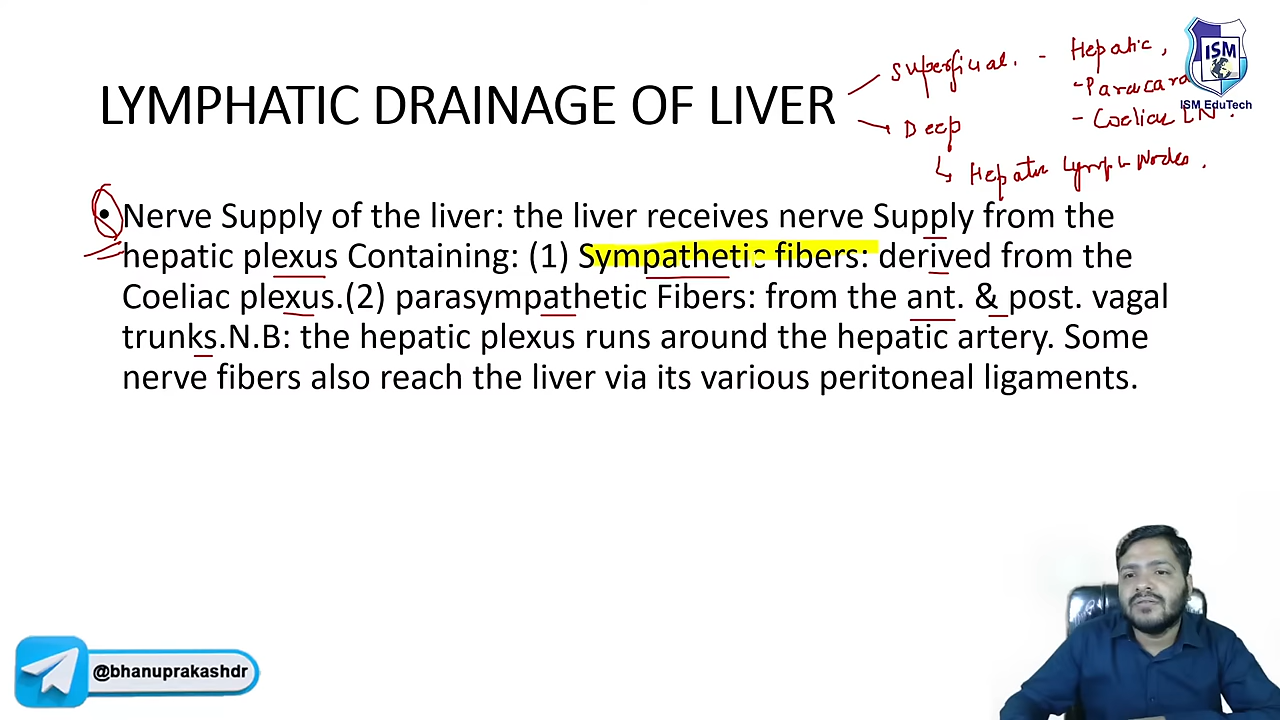 LYMPHATIC DRAINAGE OF LIVER
Superficial. - Hepatic,
- Paracar
- Coeliac LN.
Deep
Hepatic Lymph Nodes.
ISM
ISM EduTech
• Nerve Supply of the liver: the liver receives nerve Supply from the
hepatic plexus Containing: (1) Sympathetic fibers: derived from the
Coeliac plexus.(2) parasympathetic Fibers: from the ant. & post. vagal
trunks.N.B: the hepatic plexus runs around the hepatic artery. Some
nerve fibers also reach the liver via its various peritoneal ligaments.
@bhanuprakashdr